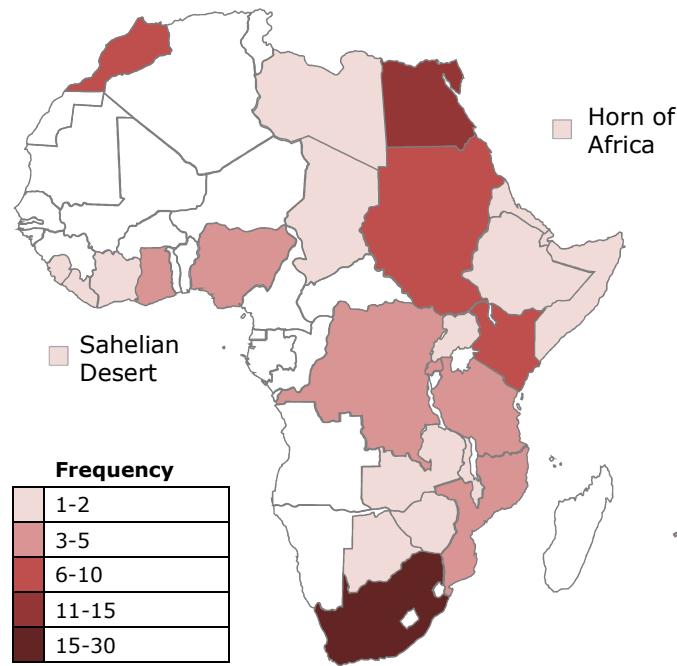 Horn of
Africa
Sahelian
Desert
Frequency
1-2
3-5
6-10
11-15
15-30